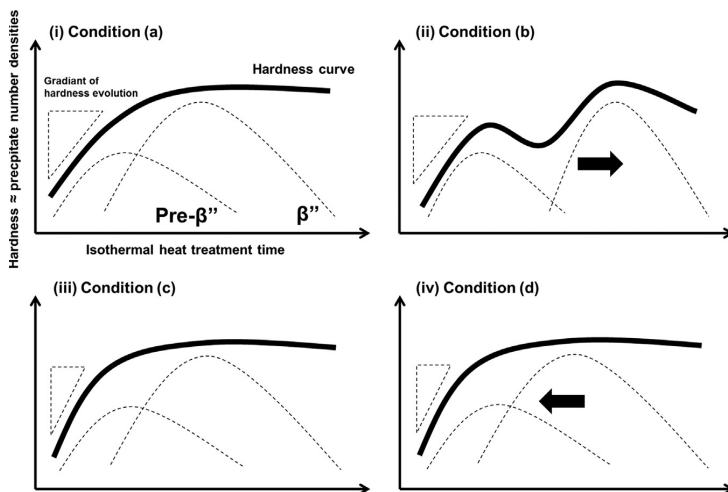 (i) Condition (a)
(ii) Condition (b)
Hardness curve
Gradiant of
hardness evolution
Hardness ≈ precpitate number densities
Pre-β”
β”
Isothermal heat treatment time
(iii) Condition (c)
(iv) Condition (d)